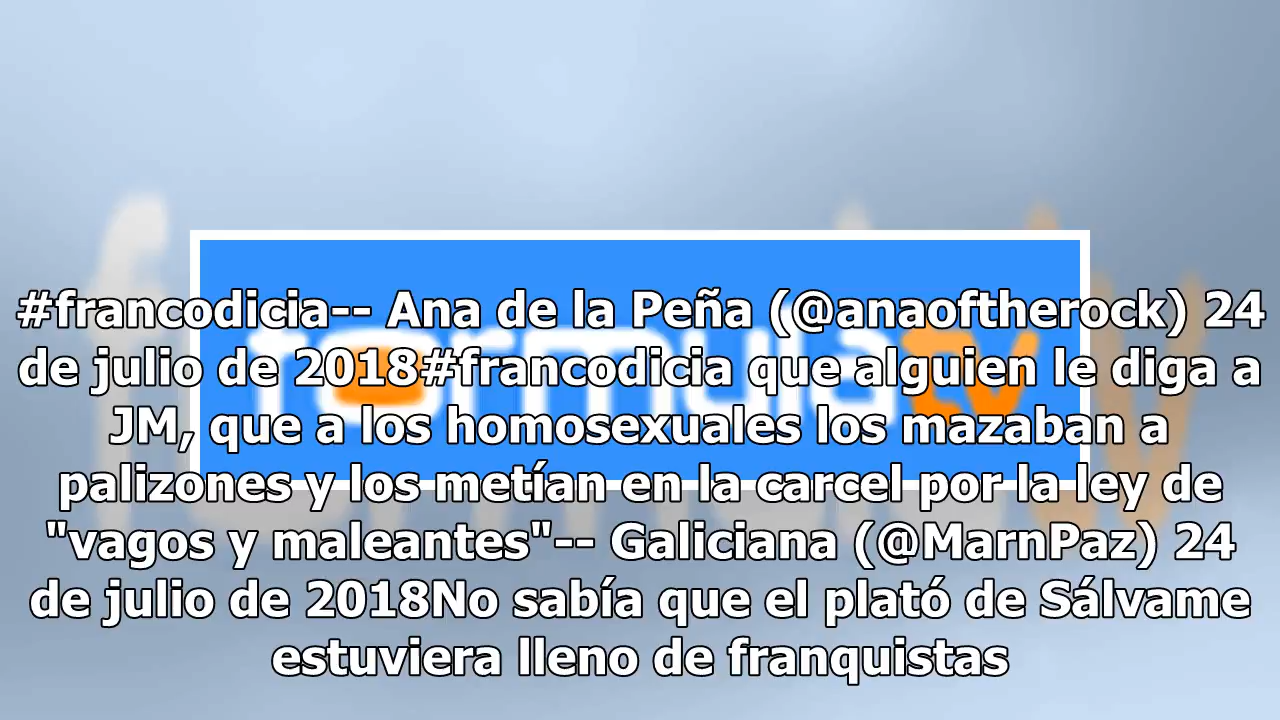 #francodicia-- Ana de la Peña (@anaoftherock) 24
de julio de 2018#francodicia que alguien le diga a
JM, que a los homosexuales los mazaban a
palizones y los metían en la carcel por la ley de
"vagos y maleantes"-- Galiciana (@MarnPaz) 24
de julio de 2018No sabía que el plató de Sálvame
estuviera lleno de franquistas
formulatv